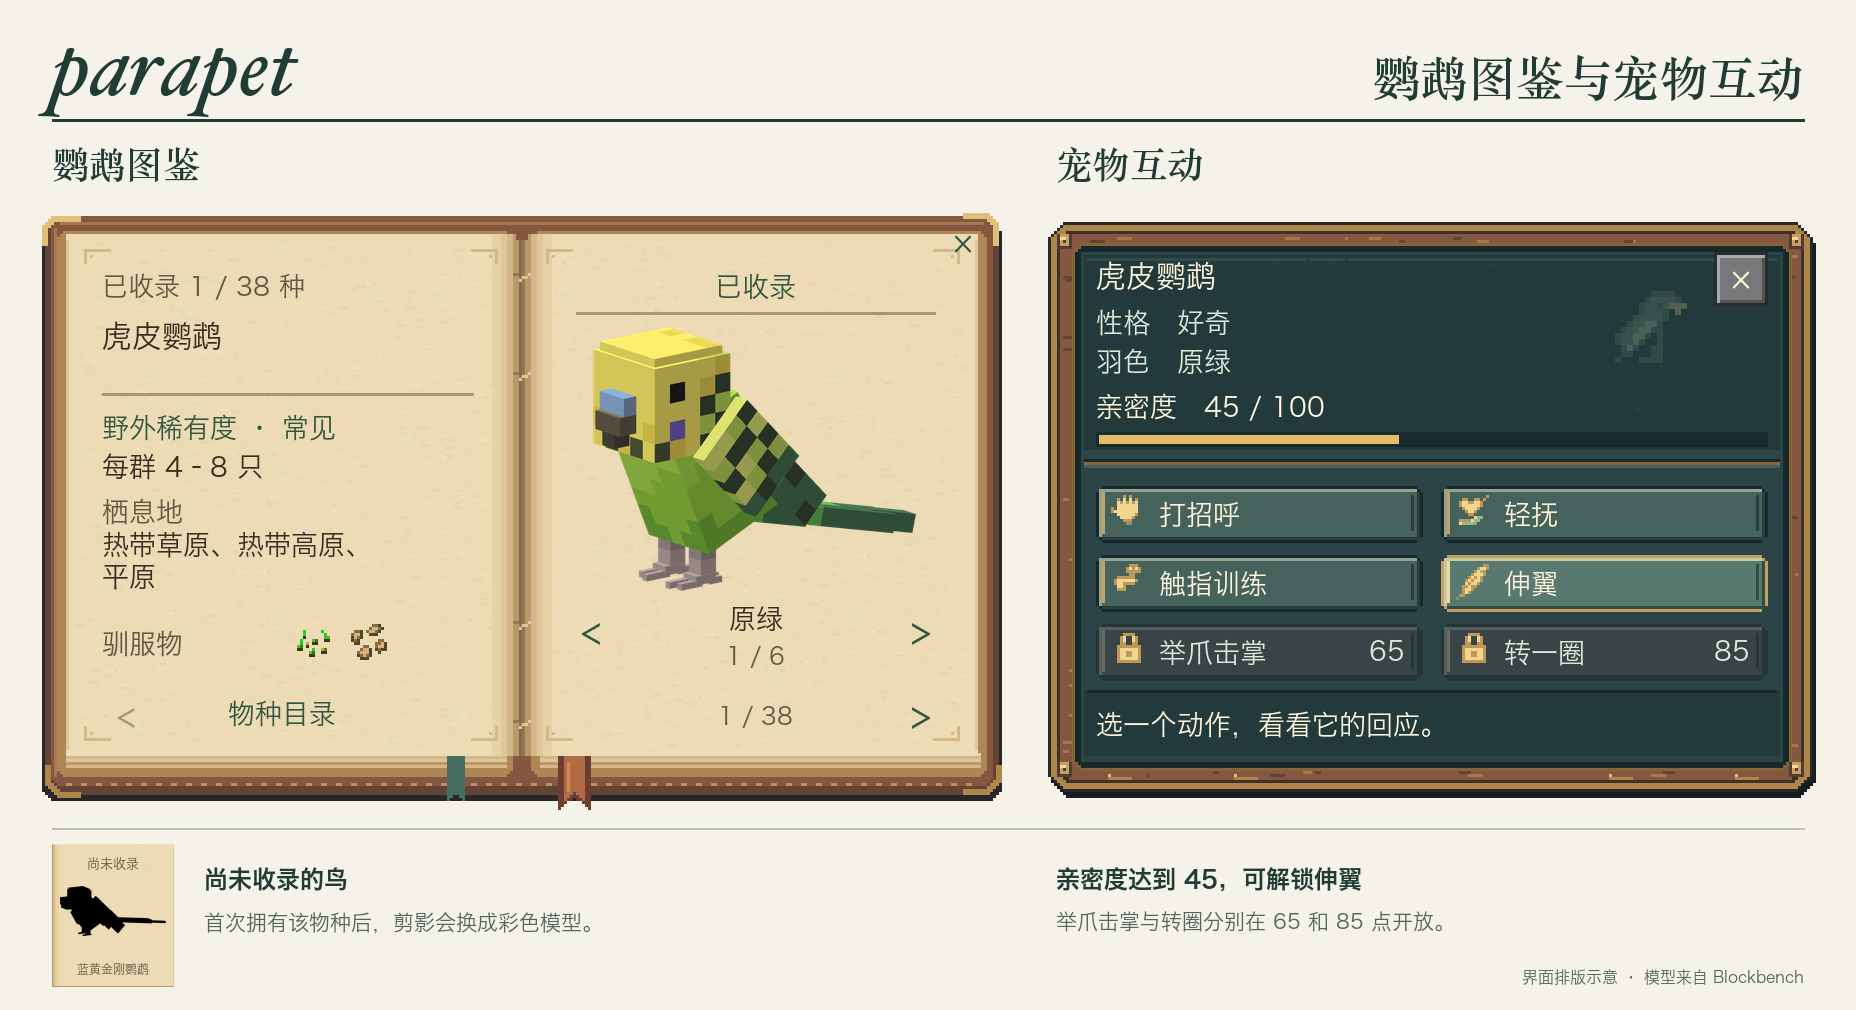 parapet
鹦鹉图鉴与宠物互动
鹦鹉图鉴
已收录 1 / 38 种
虎皮鹦鹉
野外稀有度 · 常见
每群 4 - 8 只
栖息地
热带草原、热带高原、
平原
驯服物
< 物种目录
×
已收录
< 原绿 >
1 / 6
1 / 38 >
宠物互动
虎皮鹦鹉
×
性格 好奇
羽色 原绿
亲密度 45 / 100
打招呼 轻抚
触指训练 伸翼
举爪击掌 65 转一圈 85
选一个动作，看看它的回应。
尚未收录
蓝黄金刚鹦鹉
尚未收录的鸟
首次拥有该物种后，剪影会换成彩色模型。
亲密度达到 45，可解锁伸翼
举爪击掌与转圈分别在 65 和 85 点开放。
界面排版示意 · 模型来自 Blockbench